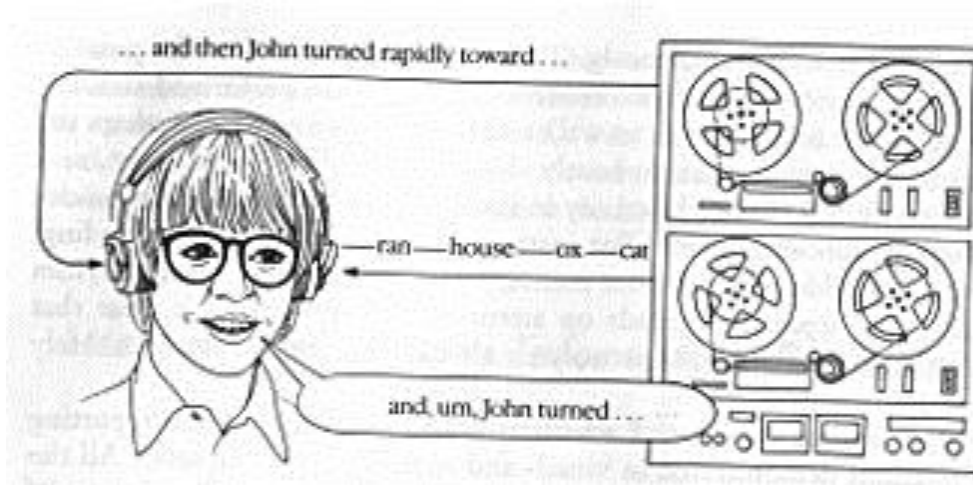 ... and then John turned rapidly toward ...
ran — house — ox — cat
and, um, John turned ...